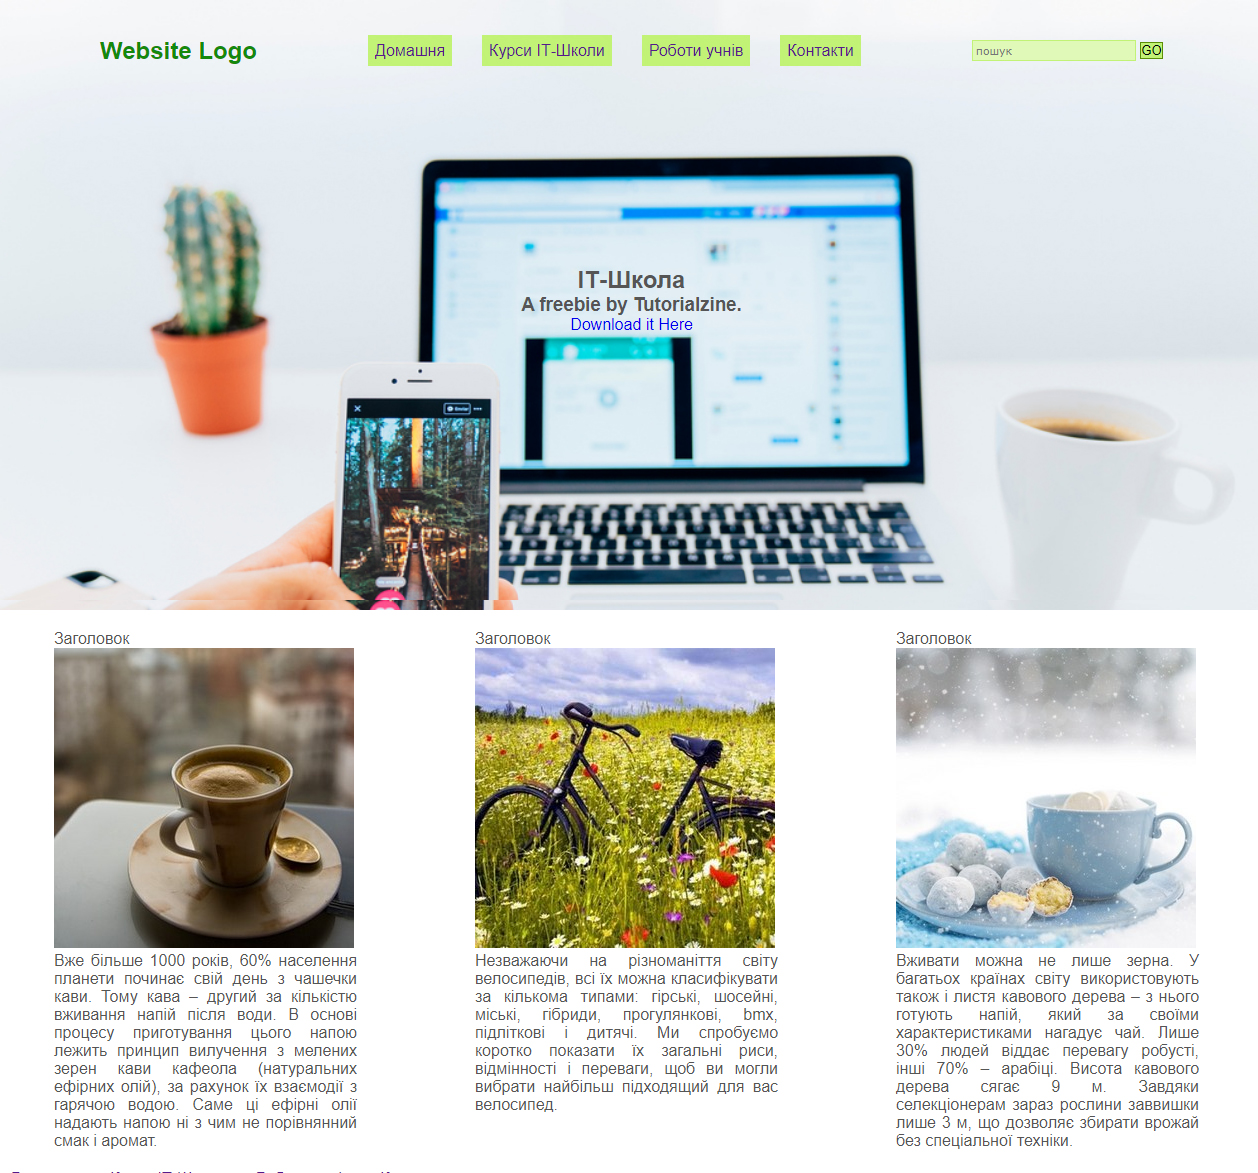 Website Logo
Домашня
Курси ІТ-Школи
Роботи учнів
Контакти
пошук
GO
ІТ-Школа
A freebie by Tutorialzine.
Download it Here
Заголовок
Вже більше 1000 років, 60% населення
планети починає свій день з чашечки
кави. Тому кава – другий за кількістю
вживання напій після води. В основі
процесу приготування цього напою
лежить принцип вилучення з мелених
зерен кави кафеола (натуральних
ефірних олій), за рахунок їх взаємодії з
гарячою водою. Саме ці ефірні олії
надають напою ні з чим не порівнянний
смак і аромат.
Заголовок
Незважаючи на різноманіття світу
велосипедів, всі їх можна класифікувати
за кількома типами: гірські, шосейні,
міські, гібриди, прогулянкові, bmx,
підліткові і дитячі. Ми спробуємо
коротко показати їх загальні риси,
відмінності і переваги, щоб ви могли
вибрати найбільш підходящий для вас
велосипед.
Заголовок
Вживати можна не лише зерна. У
багатьох країнах світу використовують
також і листя кавового дерева – з нього
готують напій, який за своїми
характеристиками нагадує чай. Лише
30% людей віддає перевагу робусті,
інші 70% – арабіці. Висота кавового
дерева сягає 9 м. Завдяки
селекціонерам зараз рослини заввишки
лише 3 м, що дозволяє збирати врожай
без спеціальної техніки.